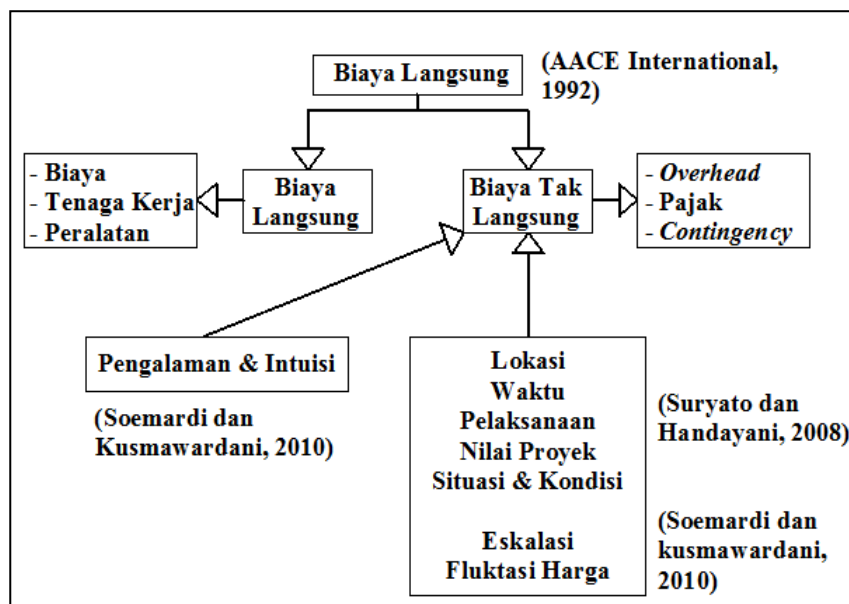 Biaya Langsung
(AACE International,
1992)
- Biaya
- Tenaga Kerja
- Peralatan
Biaya
Langsung
Biaya Tak
Langsung
- Overhead
- Pajak
- Contingency
Pengalaman & Intuisi
(Soemardi dan
Kusmawardani, 2010)
Lokasi
Waktu
Pelaksanaan
Nilai Proyek
Situasi & Kondisi
Eskalasi
Fluktasi Harga
(Suryato dan
Handayani, 2008)
(Soemardi dan
kusmawardani,
2010)